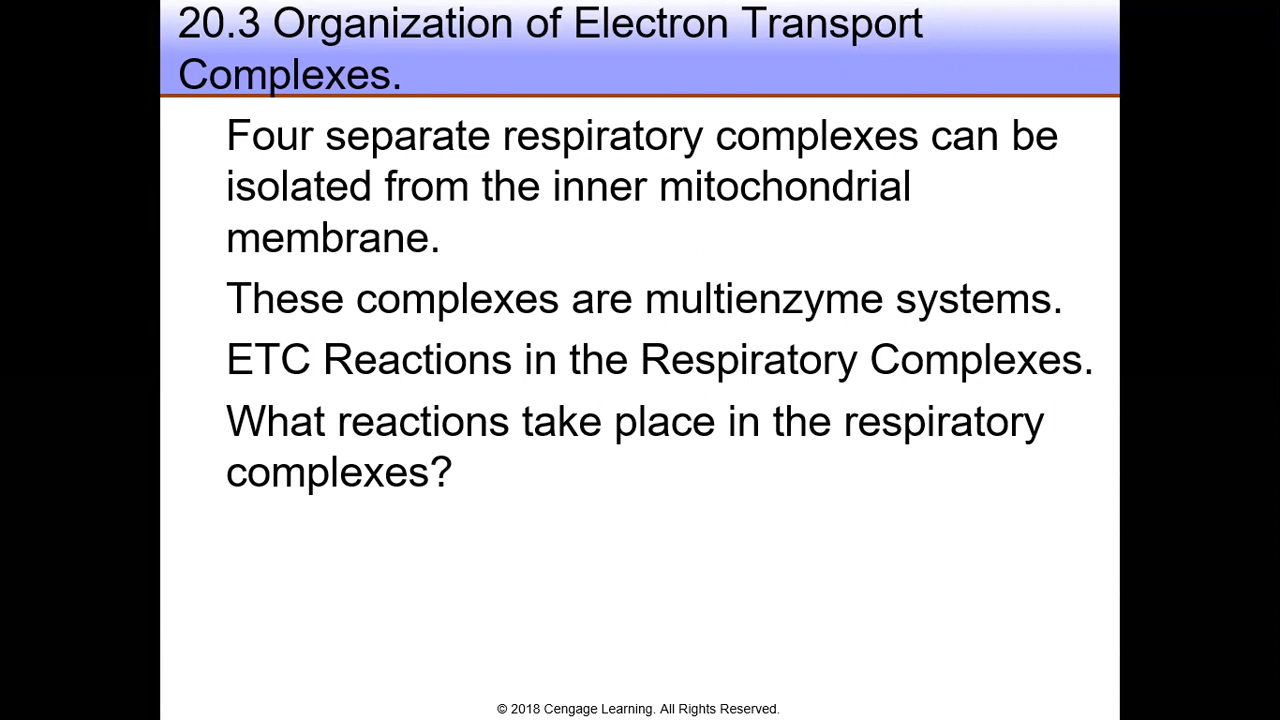 20.3 Organization of Electron Transport
Complexes.
Four separate respiratory complexes can be
isolated from the inner mitochondrial
membrane.
These complexes are multienzyme systems.
ETC Reactions in the Respiratory Complexes.
What reactions take place in the respiratory
complexes?
© 2018 Cengage Learning. All Rights Reserved.